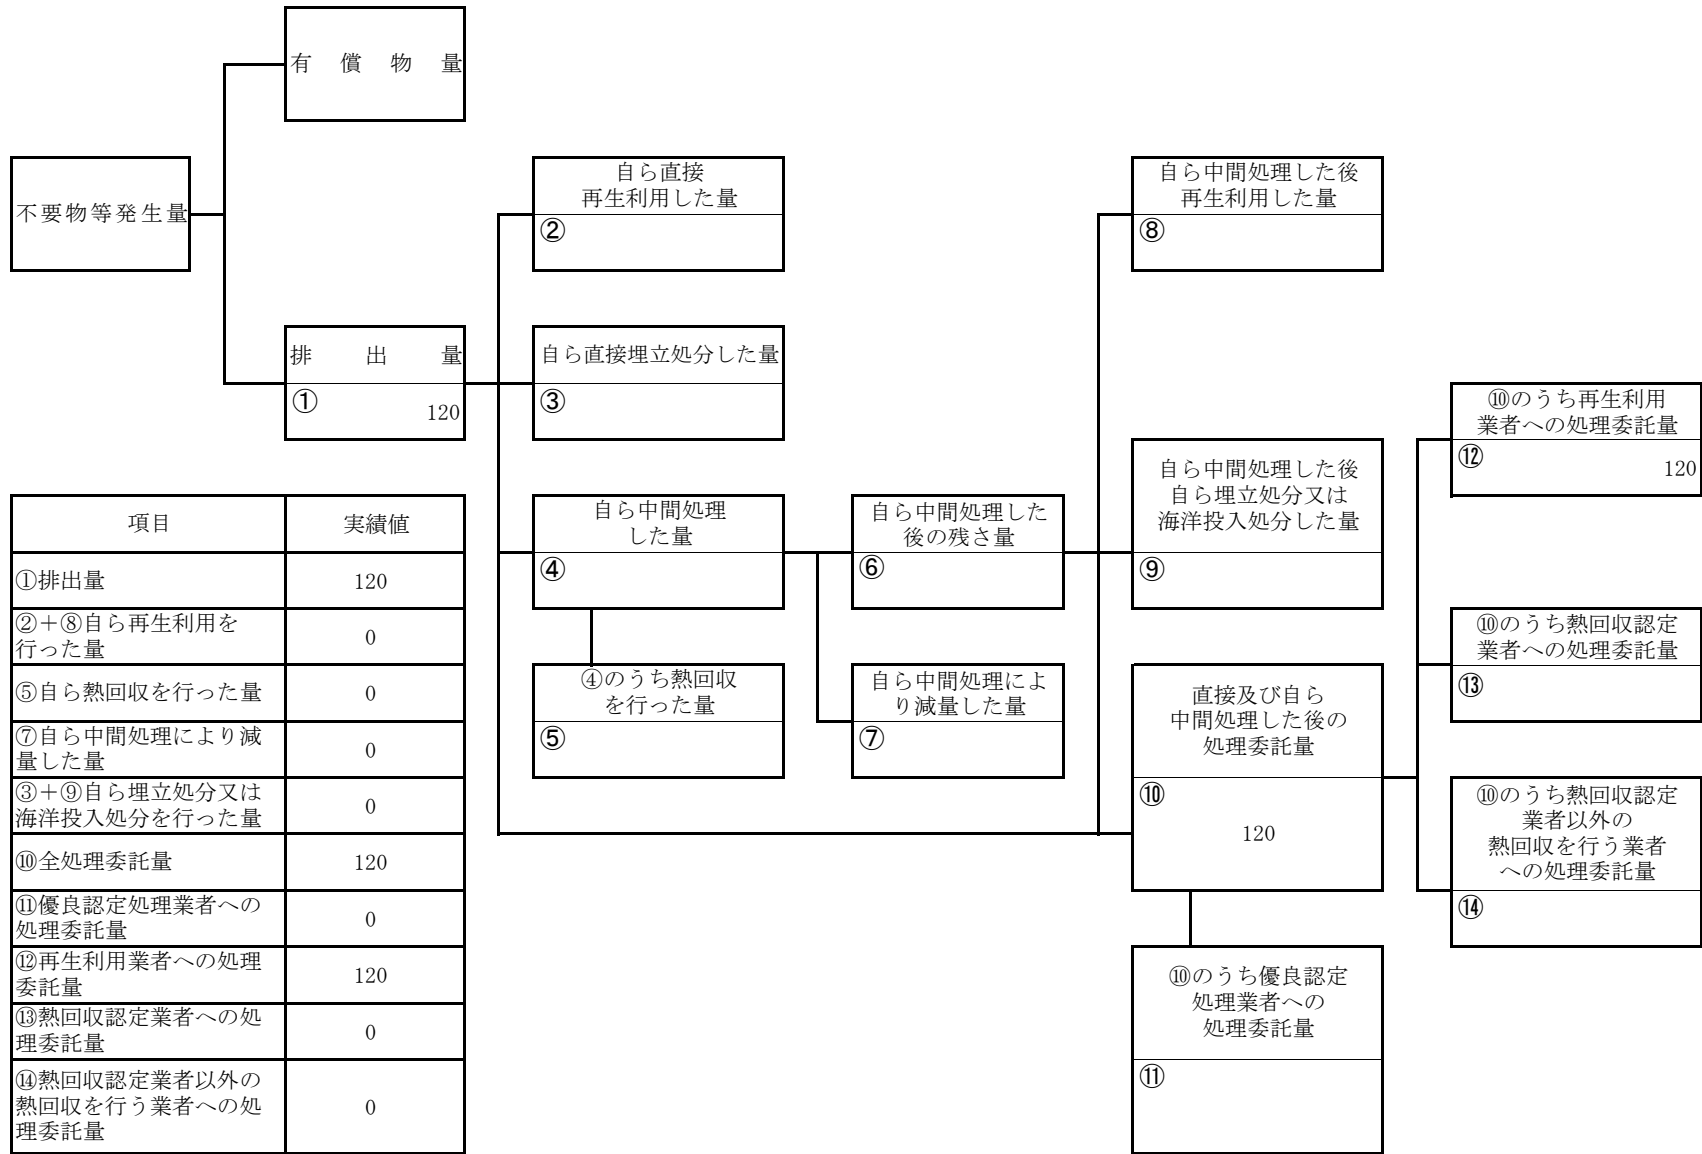 有償物量
不要物等発生量
排出量
①
120
自ら直接
再生利用した量
②
自ら直接埋立処分した量
③
自ら中間処理
した量
④
④のうち熱回収
を行った量
⑤
自ら中間処理した
後の残さ量
⑥
自ら中間処理によ
り減量した量
⑦
自ら中間処理した後
再生利用した量
⑧
自ら中間処理した後
自ら埋立処分又は
海洋投入処分した量
⑨
直接及び自ら
中間処理した後の
処理委託量
⑩
120
⑩のうち優良認定
処理業者への
処理委託量
⑪
⑩のうち再生利用
業者への処理委託量
⑫
120
⑩のうち熱回収認定
業者への処理委託量
⑬
⑩のうち熱回収認定
業者以外の
熱回収を行う業者
への処理委託量
⑭
項目 実績値
①排出量 120
②+⑧自ら再生利用を
行った量 0
⑤自ら熱回収を行った量 0
⑦自ら中間処理により減
量した量 0
③+⑨自ら埋立処分又は
海洋投入処分を行った量 0
⑩全処理委託量 120
⑪優良認定処理業者への
処理委託量 0
⑫再生利用業者への処理
委託量 120
⑬熱回収認定業者への処
理委託量 0
⑭熱回収認定業者以外の
熱回収を行う業者への処
理委託量 0